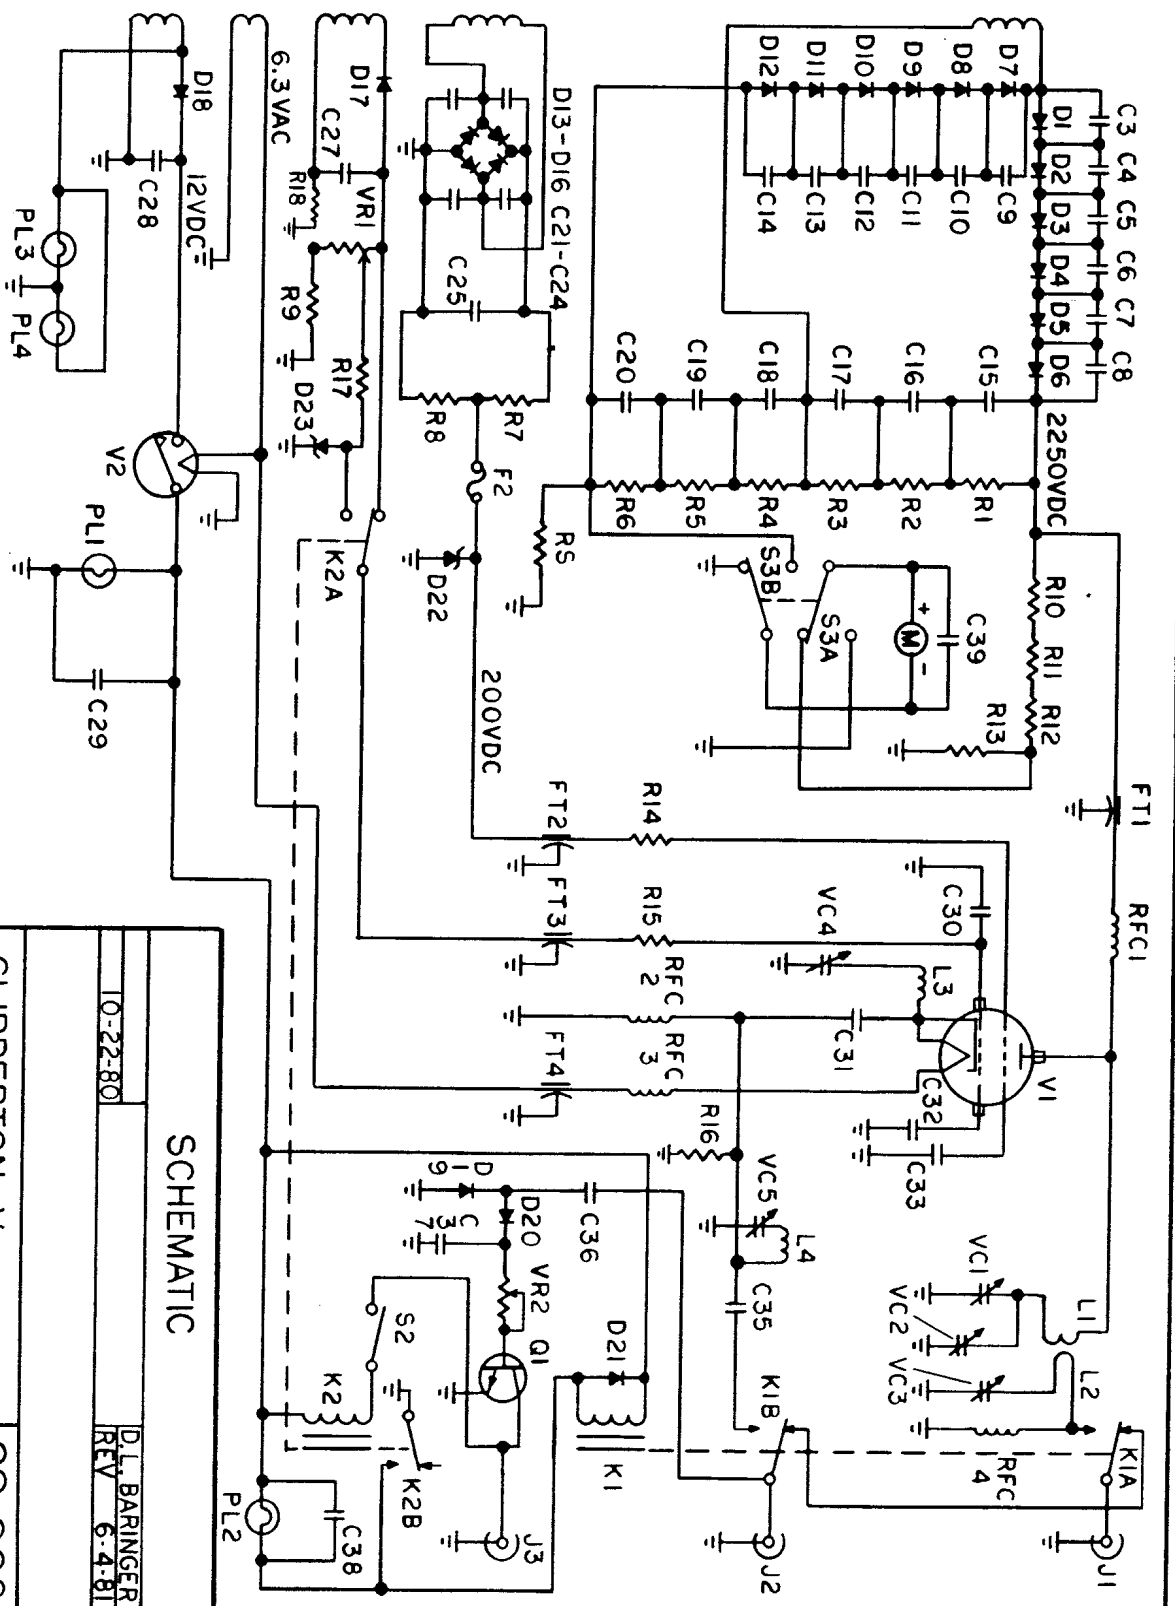 C3 C4 C5 C6 C7 C8 FT1 RFC1 J1
D1 D2 D3 D4 D5 D6 2250VDC R10 R11 R12 V1 L1 L2 K1A
D7 C9 C15 R1 C39 R13 C30 L3 C32 VC1 RFC 4
D8 C10 C16 R2 + M - C33 VC2 VC3
D9 C11
D10 C12 C17 R3 S3A VC4 C31
D11 C13 C18 R4 S3B L4 K1B J2
D12 C14 C19 R5 VC5 C35
C20 R6 R16
RS R14 R15 RFC 2 RFC 3 C36 D21 K1
D13-D16 C21-C24 FT2 FT3 FT4
R7 F2 D20 VR2 Q1 J3
C25 R8 D22 200VDC D19 C37
D17 C27 VR1 R17 K2A S2 K2B
R18 R9 D23 K2 C38
6.3VAC PL2
D18 12VDC
C28 V2 PL1 C29 SCHEMATIC
PL3 PL4 10-22-80 D.L. BARINGER
REV 6-4-81